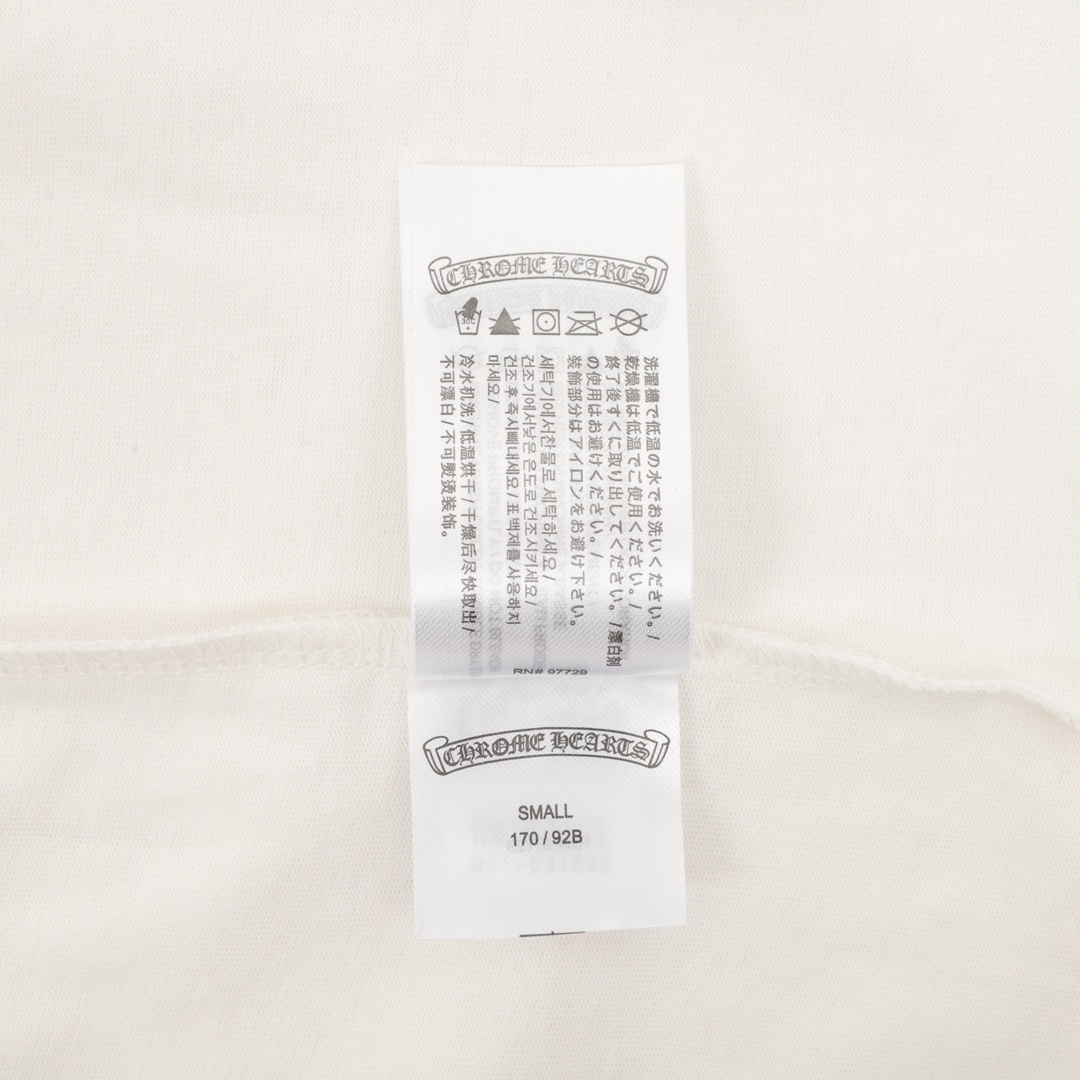 CHROME HEARTS
30C
洗濯機で低温の水でお洗いください。/
乾燥機は低温でご使用ください。/
終了後すぐに取り出してください。/漂白剤
の使用はお避けください。/
装飾部分はアイロンをお避け下さい。
세탁기에서찬물로 세탁하세요/
건조기에서낮은 온도로 건조시키세요/
건조 후 즉시빼내세요/ 표백제를 사용하지
마세요/
冷水机洗/低温烘干/干燥后尽快取出/
不可漂白/不可熨烫装饰。
RN# 97729
CHROME HEARTS
SMALL
170 / 92B